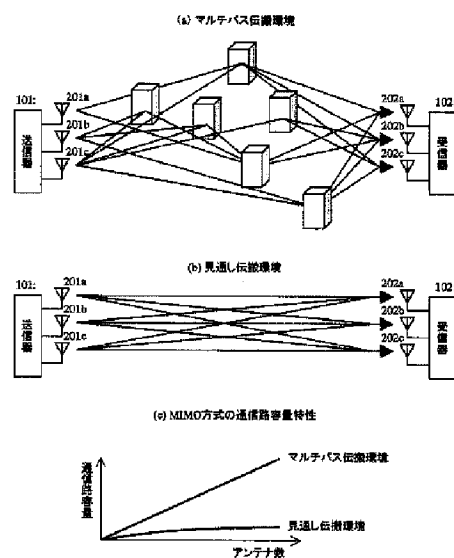 (a) マルチパス伝搬環境
101:
201a
201b
201c
送信器
202a
202b
202c
102
受信器
(b) 見通し伝搬環境
101:
201a
201b
201c
送信器
202a
202b
202c
102
受信器
(c) MIMO方式の通信路容量特性
通信路容量
マルチパス伝搬環境
見通し伝搬環境
アンテナ数